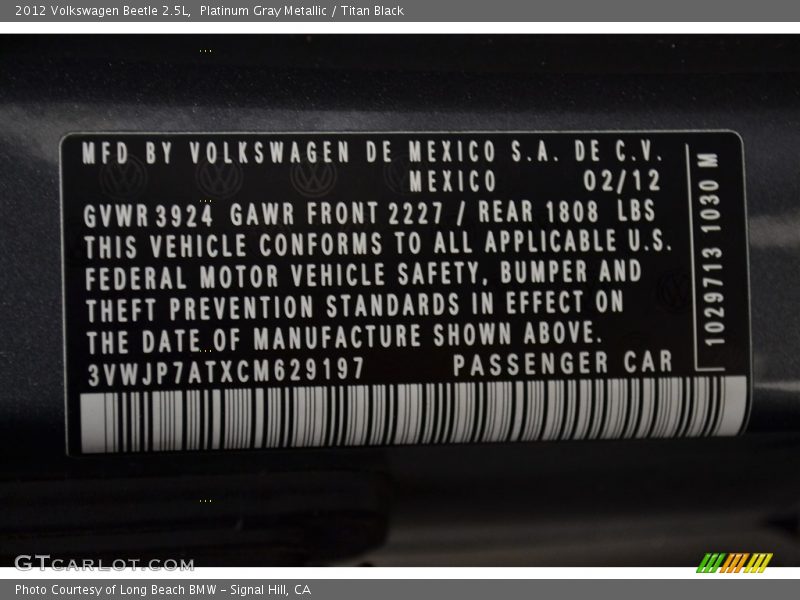 2012 Volkswagen Beetle 2.5L,  Platinum Gray Metallic / Titan Black
MFD BY VOLKSWAGEN DE MEXICO S.A. DE C.V.
MEXICO 02/12
GVWR 3924 GAWR FRONT 2227 / REAR 1808 LBS
THIS VEHICLE CONFORMS TO ALL APPLICABLE U.S.
FEDERAL MOTOR VEHICLE SAFETY, BUMPER AND
THEFT PREVENTION STANDARDS IN EFFECT ON
THE DATE OF MANUFACTURE SHOWN ABOVE.
3VWJP7ATXCM629197 PASSENGER CAR
1029713 1030 M
GTCARLOT.COM
Photo Courtesy of Long Beach BMW – Signal Hill, CA